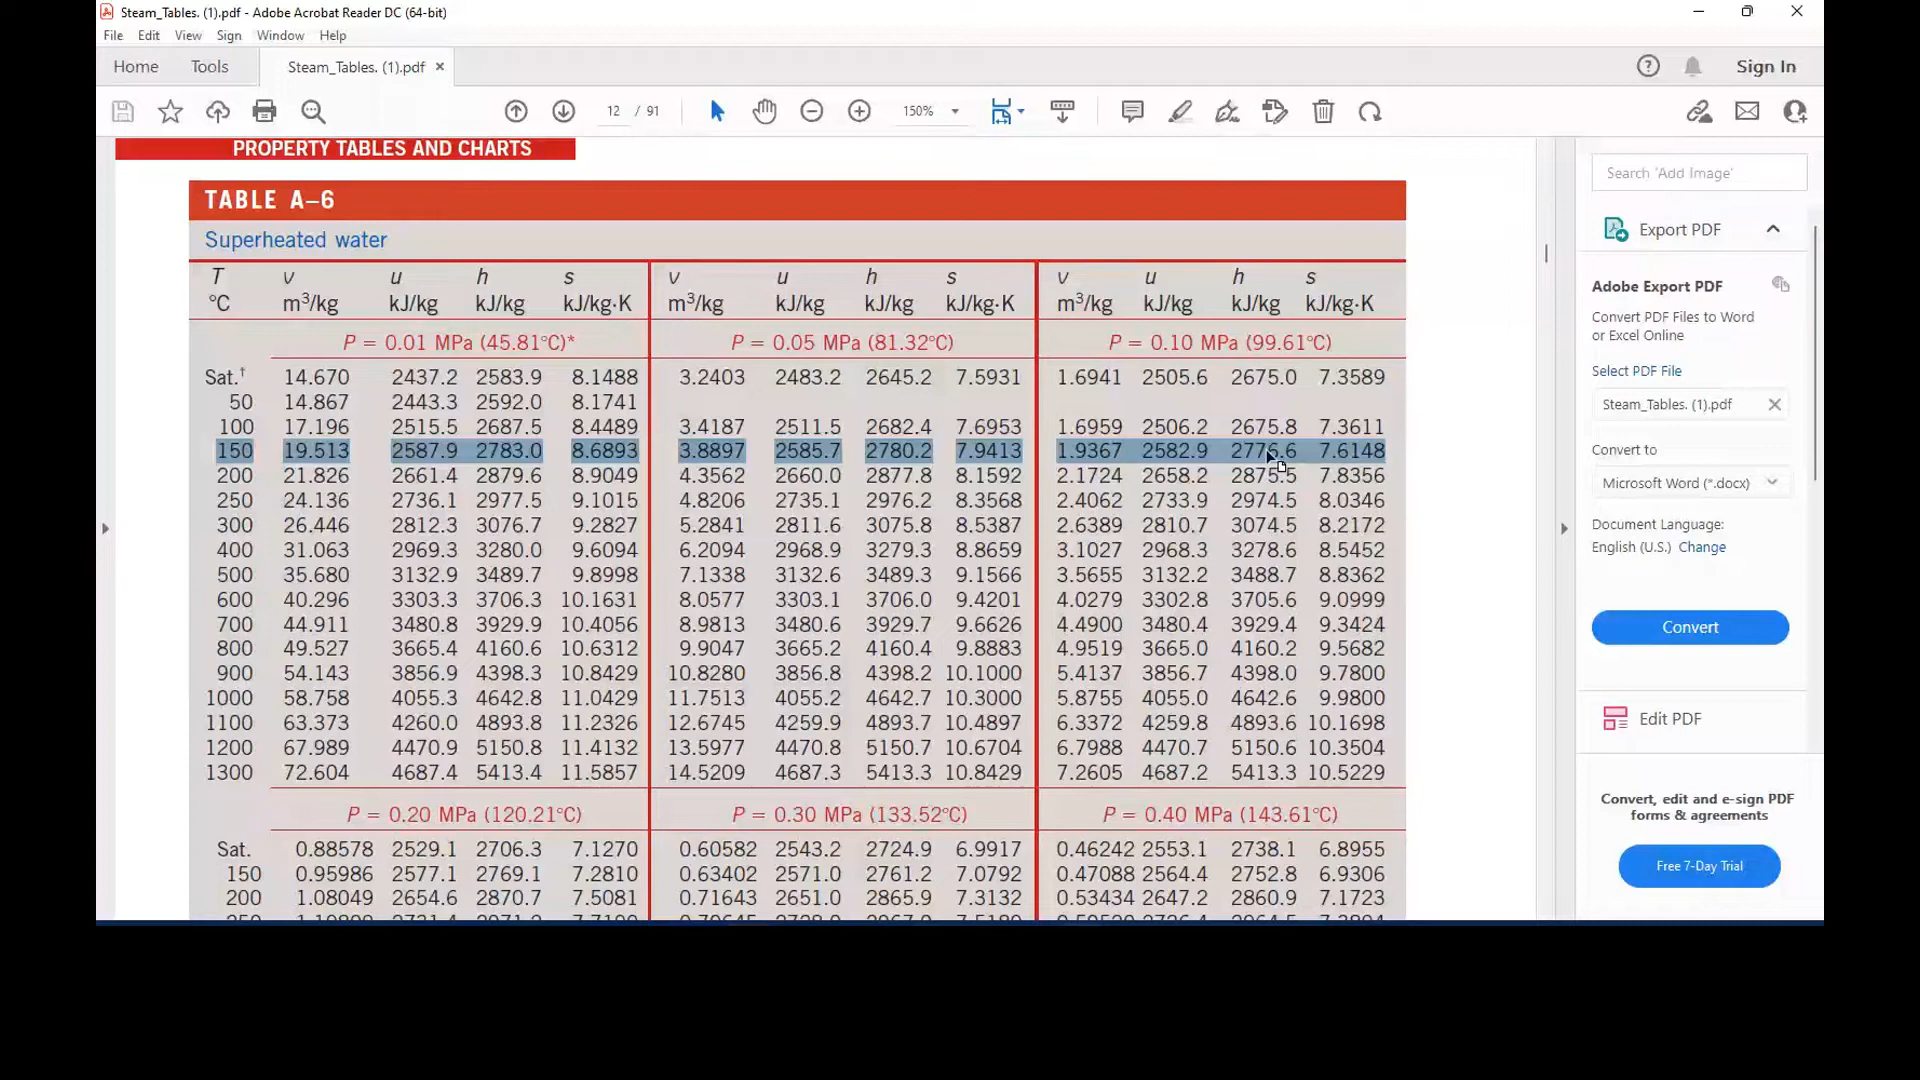 Steam_Tables. (1).pdf - Adobe Acrobat Reader DC (64-bit)
File Edit View Sign Window Help
Home Tools Steam_Tables. (1).pdf × Sign In
12 / 91 150%
PROPERTY TABLES AND CHARTS
TABLE A–6
Superheated water
T v u h s v u h s v u h s
°C m³/kg kJ/kg kJ/kg kJ/kg·K m³/kg kJ/kg kJ/kg kJ/kg·K m³/kg kJ/kg kJ/kg kJ/kg·K
P = 0.01 MPa (45.81°C)* P = 0.05 MPa (81.32°C) P = 0.10 MPa (99.61°C)
Sat.† 14.670 2437.2 2583.9 8.1488 3.2403 2483.2 2645.2 7.5931 1.6941 2505.6 2675.0 7.3589
50 14.867 2443.3 2592.0 8.1741
100 17.196 2515.5 2687.5 8.4489 3.4187 2511.5 2682.4 7.6953 1.6959 2506.2 2675.8 7.3611
150 19.513 2587.9 2783.0 8.6893 3.8897 2585.7 2780.2 7.9413 1.9367 2582.9 2776.6 7.6148
200 21.826 2661.4 2879.6 8.9049 4.3562 2660.0 2877.8 8.1592 2.1724 2658.2 2875.5 7.8356
250 24.136 2736.1 2977.5 9.1015 4.8206 2735.1 2976.2 8.3568 2.4062 2733.9 2974.5 8.0346
300 26.446 2812.3 3076.7 9.2827 5.2841 2811.6 3075.8 8.5387 2.6389 2810.7 3074.5 8.2172
400 31.063 2969.3 3280.0 9.6094 6.2094 2968.9 3279.3 8.8659 3.1027 2968.3 3278.6 8.5452
500 35.680 3132.9 3489.7 9.8998 7.1338 3132.6 3489.3 9.1566 3.5655 3132.2 3488.7 8.8362
600 40.296 3303.3 3706.3 10.1631 8.0577 3303.1 3706.0 9.4201 4.0279 3302.8 3705.6 9.0999
700 44.911 3480.8 3929.9 10.4056 8.9813 3480.6 3929.7 9.6626 4.4900 3480.4 3929.4 9.3424
800 49.527 3665.4 4160.6 10.6312 9.9047 3665.2 4160.4 9.8883 4.9519 3665.0 4160.2 9.5682
900 54.143 3856.9 4398.3 10.8429 10.8280 3856.8 4398.2 10.1000 5.4137 3856.7 4398.0 9.7800
1000 58.758 4055.3 4642.8 11.0429 11.7513 4055.2 4642.7 10.3000 5.8755 4055.0 4642.6 9.9800
1100 63.373 4260.0 4893.8 11.2326 12.6745 4259.9 4893.7 10.4897 6.3372 4259.8 4893.6 10.1698
1200 67.989 4470.9 5150.8 11.4132 13.5977 4470.8 5150.7 10.6704 6.7988 4470.7 5150.6 10.3504
1300 72.604 4687.4 5413.4 11.5857 14.5209 4687.3 5413.3 10.8429 7.2605 4687.2 5413.3 10.5229
P = 0.20 MPa (120.21°C) P = 0.30 MPa (133.52°C) P = 0.40 MPa (143.61°C)
Sat. 0.88578 2529.1 2706.3 7.1270 0.60582 2543.2 2724.9 6.9917 0.46242 2553.1 2738.1 6.8955
150 0.95986 2577.1 2769.1 7.2810 0.63402 2571.0 2761.2 7.0792 0.47088 2564.4 2752.8 6.9306
200 1.08049 2654.6 2870.7 7.5081 0.71643 2651.0 2865.9 7.3132 0.53434 2647.2 2860.9 7.1723
Search 'Add Image'
Export PDF
Adobe Export PDF
Convert PDF Files to Word
or Excel Online
Select PDF File
Steam_Tables. (1).pdf
Convert to
Microsoft Word (*.docx)
Document Language:
English (U.S.) Change
Convert
Edit PDF
Convert, edit and e-sign PDF
forms & agreements
Free 7-Day Trial